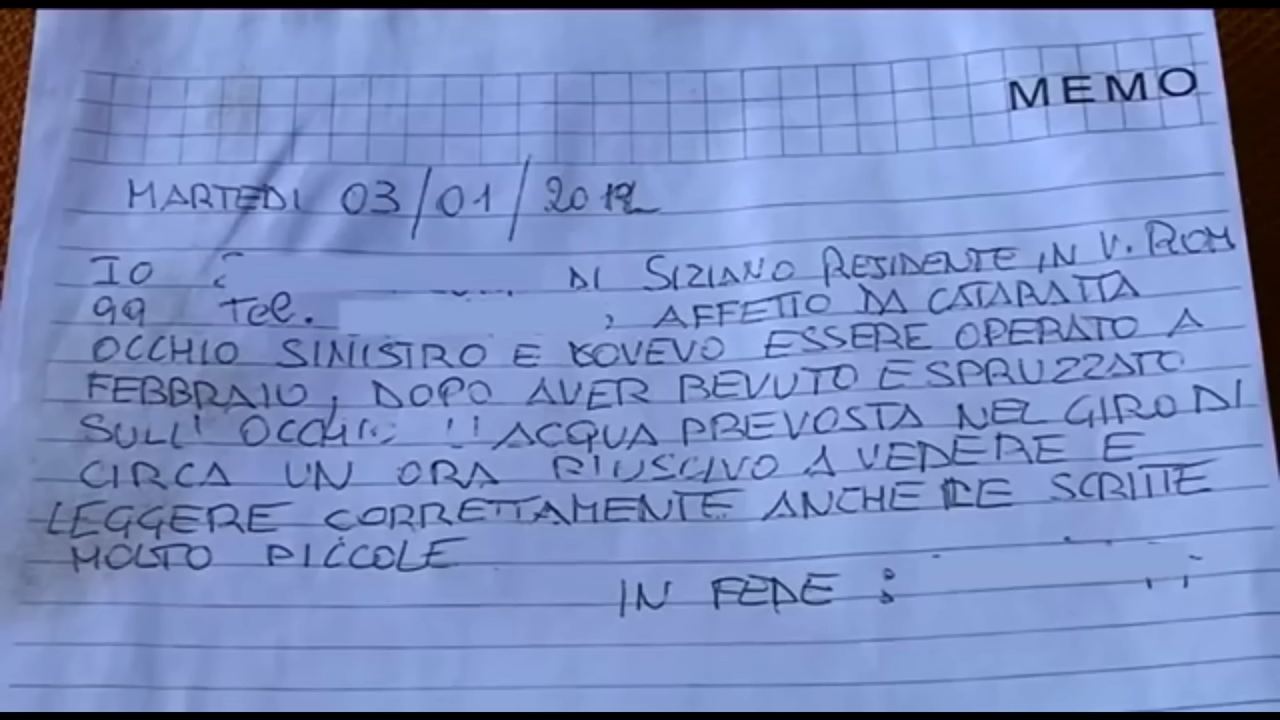 MEMO
MARTEDI 03/01/2012
IO DI SIZIANO RESIDENTE IN V. ROM
99 Tel. , AFFETTO DA CATARATTA
OCCHIO SINISTRO E DOVEVO ESSERE OPERATO A
FEBBRAIO, DOPO AVER BEVUTO E SPRUZZATO
SULL' ACQUA PREVOSTA NEL GIRO DI
CIRCA UN ORA RIUSCIVO A VEDERE E
LEGGERE CORRETTAMENTE ANCHE LE SCRITTE
MOLTO PICCOLE
IN FEDE :